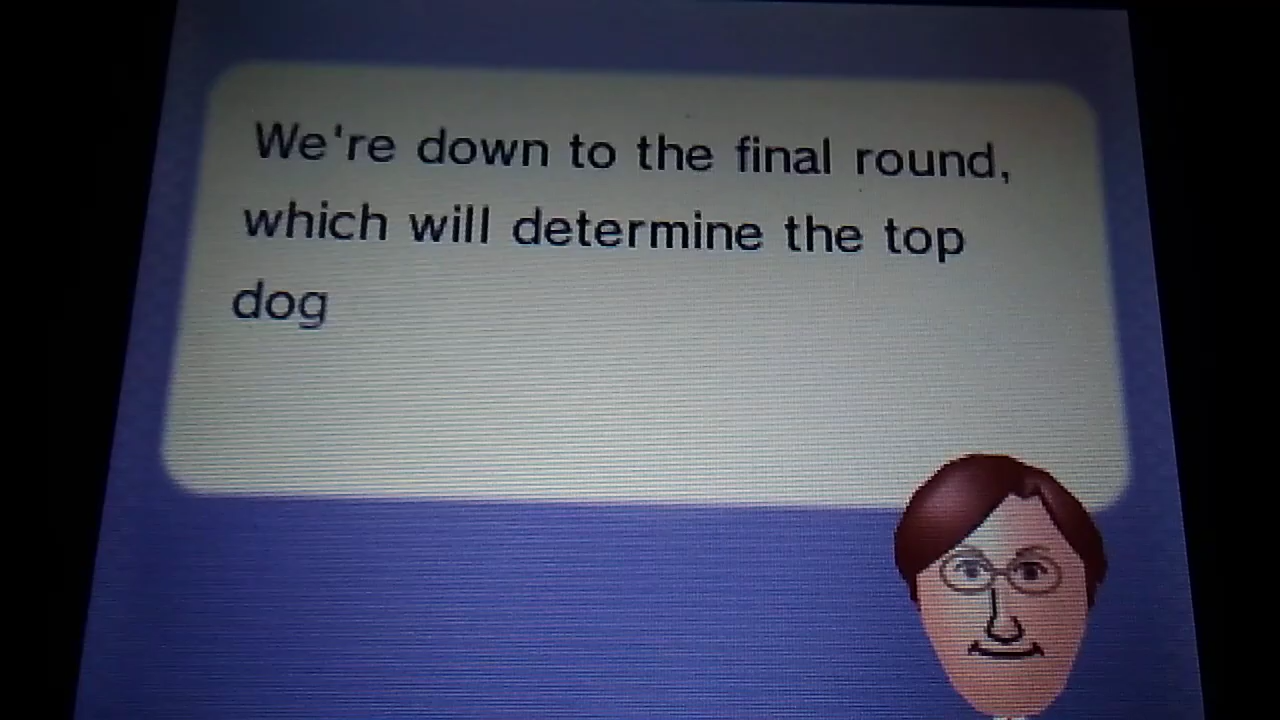 We're down to the final round,
which will determine the top
dog